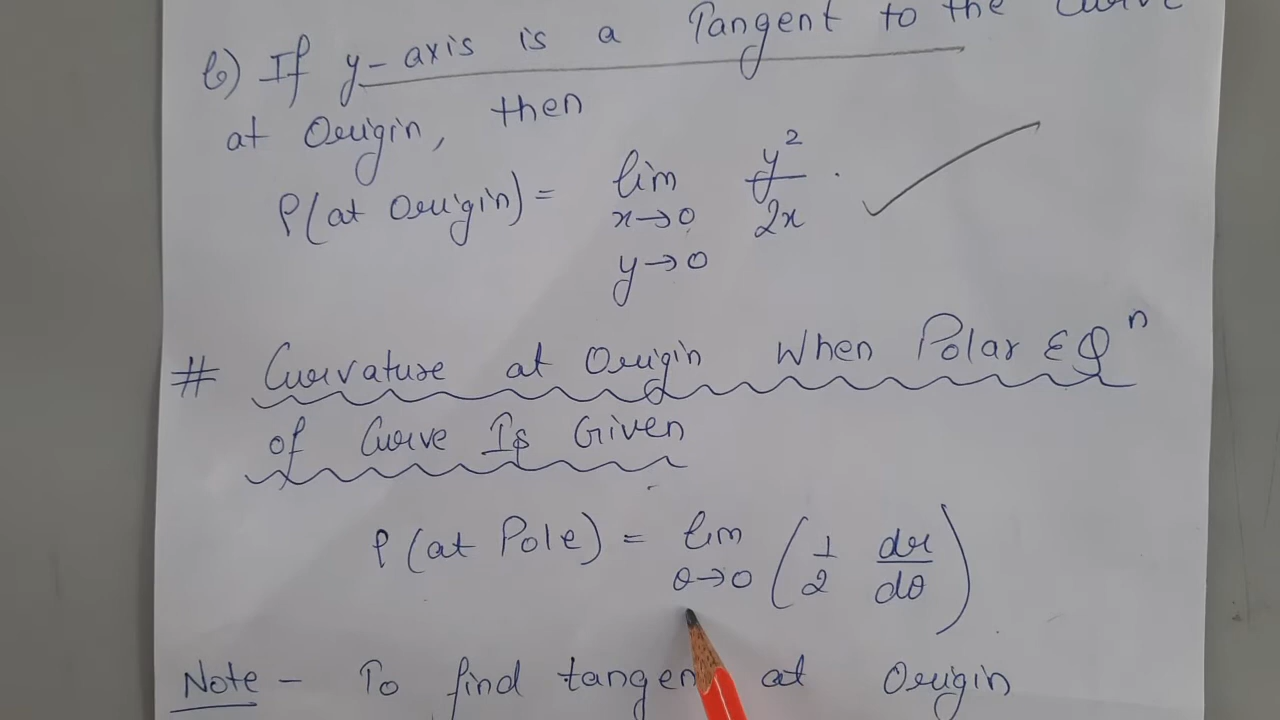 b) If y-axis is a Tangent to the Curve
at Origin, then
ρ(at Origin) = lim y²/2x.
x→0
y→0
# Curvature at Origin When Polar EQⁿ
of Curve Is Given
ρ(at Pole) = lim (1/2 dr/dθ)
θ→0
Note - To find tangent at Origin